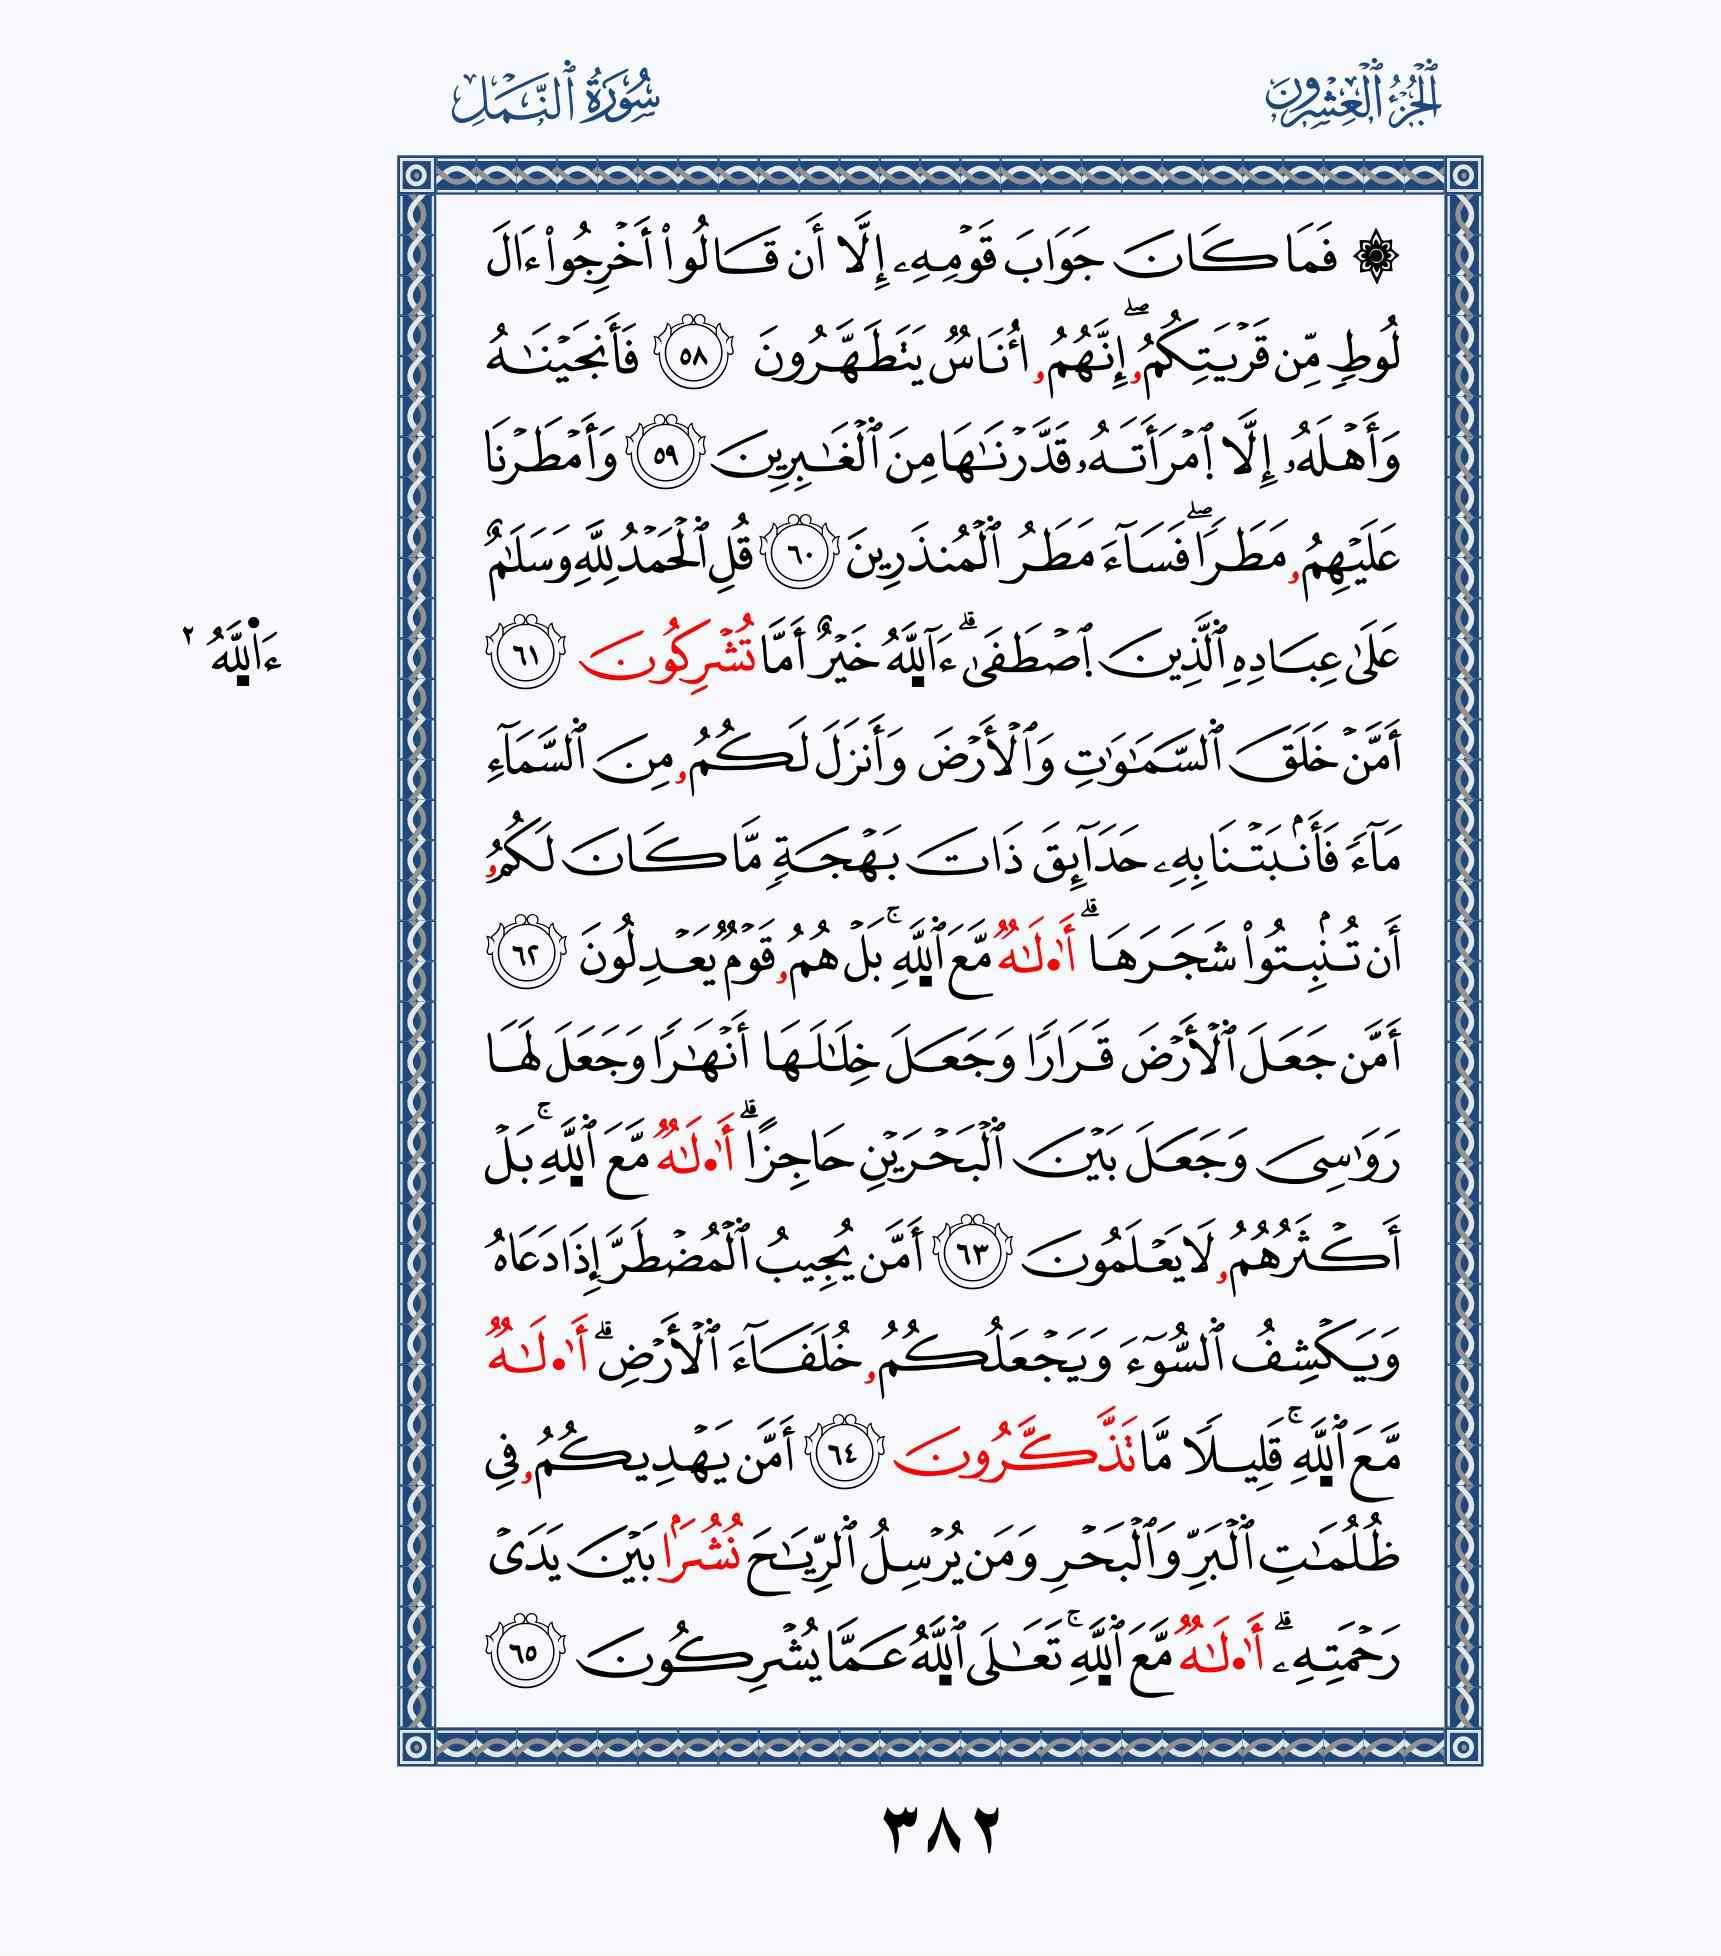 ٱلْجُزْءُ ٱلْعِشْرُونَ
سُورَةُ ٱلنَّمْلِ
۞ فَمَا كَانَ جَوَابَ قَوْمِهِۦ إِلَّا أَن قَالُواْ أَخْرِجُواْ ءَالَ
لُوطٍ مِّن قَرْيَتِكُمُۥ ۖ إِنَّهُمُۥ أُنَاسٌ يَتَطَهَّرُونَ ٥٨ فَأَنجَيْنَٰهُ
وَأَهْلَهُۥ إِلَّا ٱمْرَأَتَهُۥ قَدَّرْنَٰهَا مِنَ ٱلْغَٰبِرِينَ ٥٩ وَأَمْطَرْنَا
عَلَيْهِمُۥ مَطَرًا ۖ فَسَآءَ مَطَرُ ٱلْمُنذَرِينَ ٦٠ قُلِ ٱلْحَمْدُ لِلَّهِ وَسَلَٰمٌ
عَلَىٰ عِبَادِهِ ٱلَّذِينَ ٱصْطَفَىٰ ۗ ءَآللَّهُ خَيْرٌ أَمَّا تُشْرِكُونَ ٦١
ءَا۬للَّهُ ٢
أَمَّنْ خَلَقَ ٱلسَّمَٰوَٰتِ وَٱلْأَرْضَ وَأَنزَلَ لَكُمُۥ مِنَ ٱلسَّمَآءِ
مَآءً فَأَنۢبَتْنَا بِهِۦ حَدَآئِقَ ذَاتَ بَهْجَةٍ مَّا كَانَ لَكُمُۥ
أَن تُنۢبِتُواْ شَجَرَهَا ۗ أَ۟ا۬لَٰهٌ مَّعَ ٱللَّهِ ۚ بَلْ هُمُۥ قَوْمٌ يَعْدِلُونَ ٦٢
أَمَّن جَعَلَ ٱلْأَرْضَ قَرَارًا وَجَعَلَ خِلَٰلَهَا أَنْهَٰرًا وَجَعَلَ لَهَا
رَوَٰسِىَ وَجَعَلَ بَيْنَ ٱلْبَحْرَيْنِ حَاجِزًا ۗ أَ۟ا۬لَٰهٌ مَّعَ ٱللَّهِ ۚ بَلْ
أَكْثَرُهُمُۥ لَا يَعْلَمُونَ ٦٣ أَمَّن يُجِيبُ ٱلْمُضْطَرَّ إِذَا دَعَاهُ
وَيَكْشِفُ ٱلسُّوٓءَ وَيَجْعَلُكُمُۥ خُلَفَآءَ ٱلْأَرْضِ ۗ أَ۟ا۬لَٰهٌ
مَّعَ ٱللَّهِ ۚ قَلِيلًا مَّا تَذَّكَّرُونَ ٦٤ أَمَّن يَهْدِيكُمُۥ فِى
ظُلُمَٰتِ ٱلْبَرِّ وَٱلْبَحْرِ وَمَن يُرْسِلُ ٱلرِّيَٰحَ نُشُرًۢا بَيْنَ يَدَىْ
رَحْمَتِهِۦ ۗ أَ۟ا۬لَٰهٌ مَّعَ ٱللَّهِ ۚ تَعَٰلَى ٱللَّهُ عَمَّا يُشْرِكُونَ ٦٥
٣٨٢